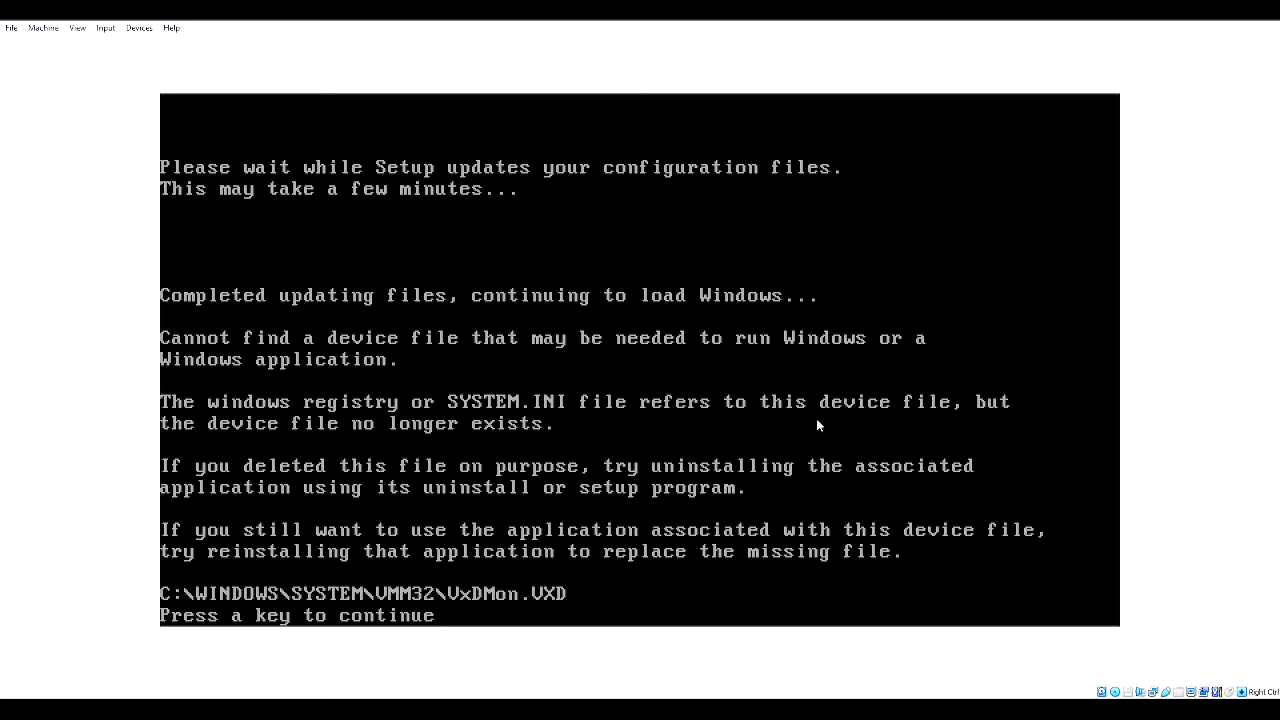 File Machine View Input Devices Help
Please wait while Setup updates your configuration files.
This may take a few minutes...
Completed updating files, continuing to load Windows...
Cannot find a device file that may be needed to run Windows or a
Windows application.
The windows registry or SYSTEM.INI file refers to this device file, but
the device file no longer exists.
If you deleted this file on purpose, try uninstalling the associated
application using its uninstall or setup program.
If you still want to use the application associated with this device file,
try reinstalling that application to replace the missing file.
C:\WINDOWS\SYSTEM\VMM32\VxDMon.VXD
Press a key to continue
Right Ctrl